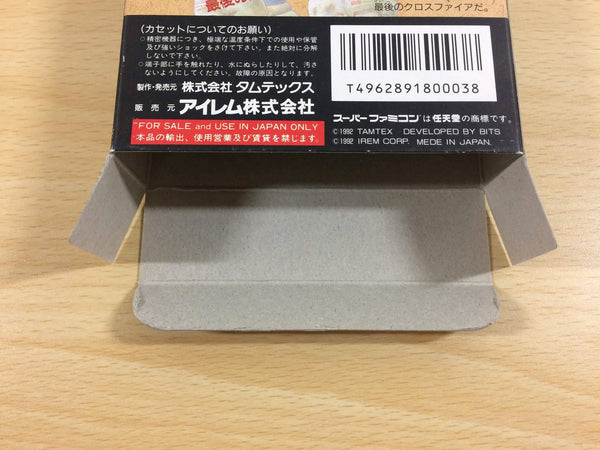 最後の
最後のクロスファイアだ。
〈カセットについてのお願い〉
○精密機器につき、極端な温度条件下での使用や保管
及び強いショックをさけて下さい。また絶対に分解
しないで下さい。
○端子部に手を触れたり、水にぬらしたりして、汚さ
ないようにしてください。故障の原因となります。
製作・発売元 株式会社 タムテックス
販売元 アイレム株式会社
"FOR SALE and USE IN JAPAN ONLY
本品の輸出、使用営業及び賃貸を禁じます。
T4962891800038
スーパーファミコンは任天堂の商標です。
©1992 TAMTEX DEVELOPED BY BITS
©1992 IREM CORP. MEDE IN JAPAN.